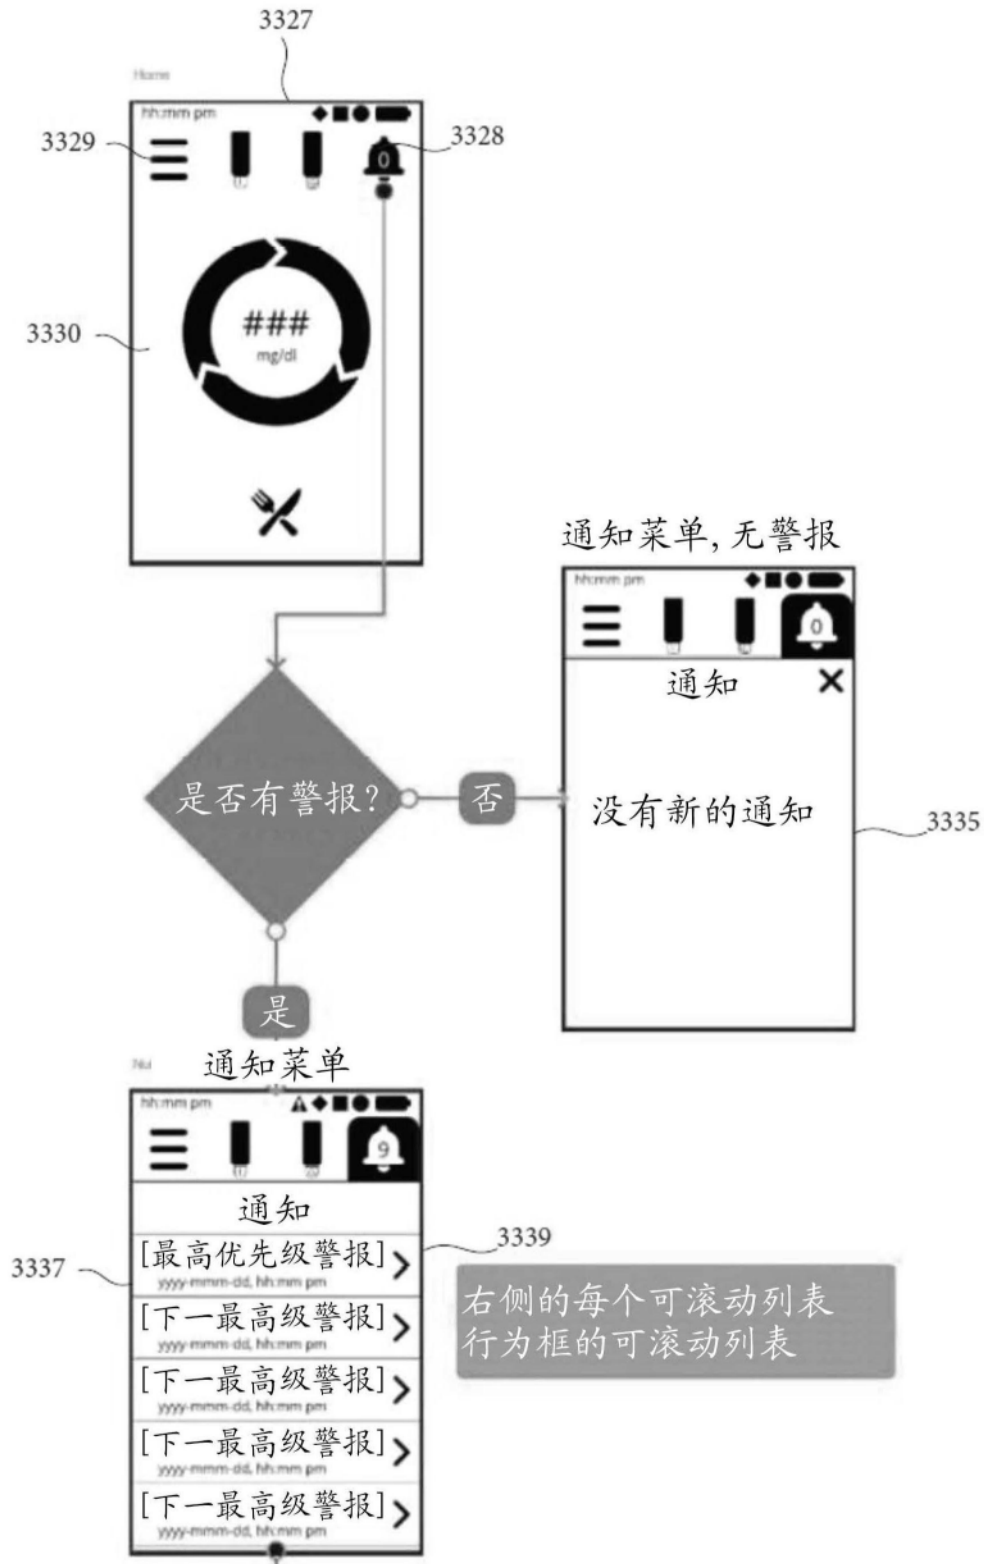 3327
Home
hh:mm pm
3329
3328
0
3330
###
mg/dl
通知菜单, 无警报
hh:mm pm
0
通知
是否有警报?
否
没有新的通知
3335
是
Nu
通知菜单
hh:mm pm
9
通知
3339
3337
[最高优先级警报]
yyyy-mmm-dd, hh:mm pm
右侧的每个可滚动列表
行为框的可滚动列表
[下一最高级警报]
yyyy-mmm-dd, hh:mm pm
[下一最高级警报]
yyyy-mmm-dd, hh:mm pm
[下一最高级警报]
yyyy-mmm-dd, hh:mm pm
[下一最高级警报]
yyyy-mmm-dd, hh:mm pm